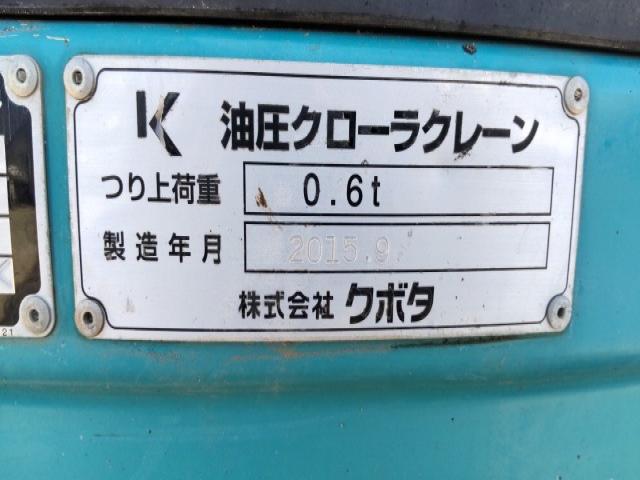 K 油圧クローラクレーン
つり上荷重 0.6t
製造年月 2015.9
株式会社 クボタ
21